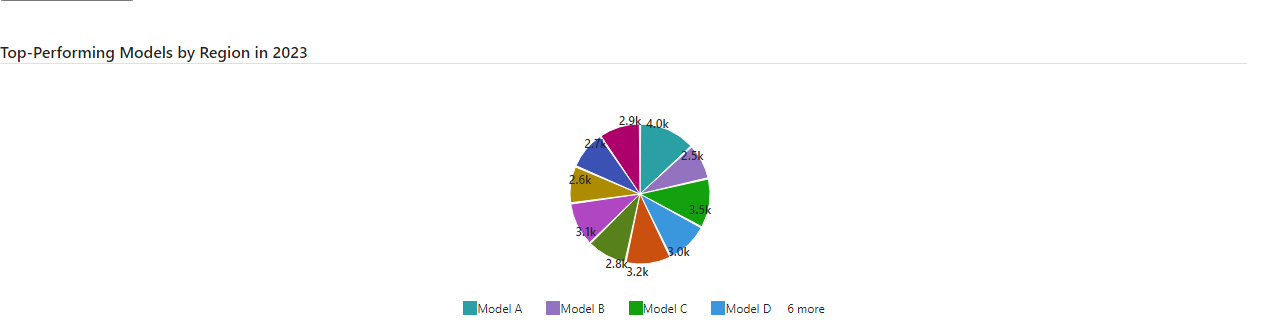 Top-Performing Models by Region in 2023
2.9k 4.0k
2.7k 2.5k
2.6k
3.5k
3.1k
3.0k
2.8k
3.2k
Model A Model B Model C Model D 6 more